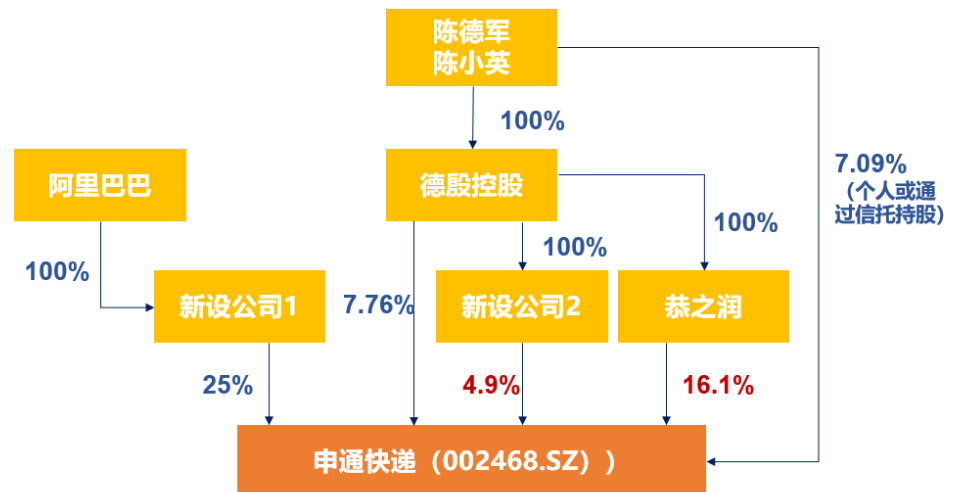 陈德军
陈小英
100%
阿里巴巴
德殷控股
7.09%
（个人或通
过信托持股）
100%
100%
100%
新设公司1
7.76%
新设公司2
恭之润
25%
4.9%
16.1%
申通快递（002468.SZ））